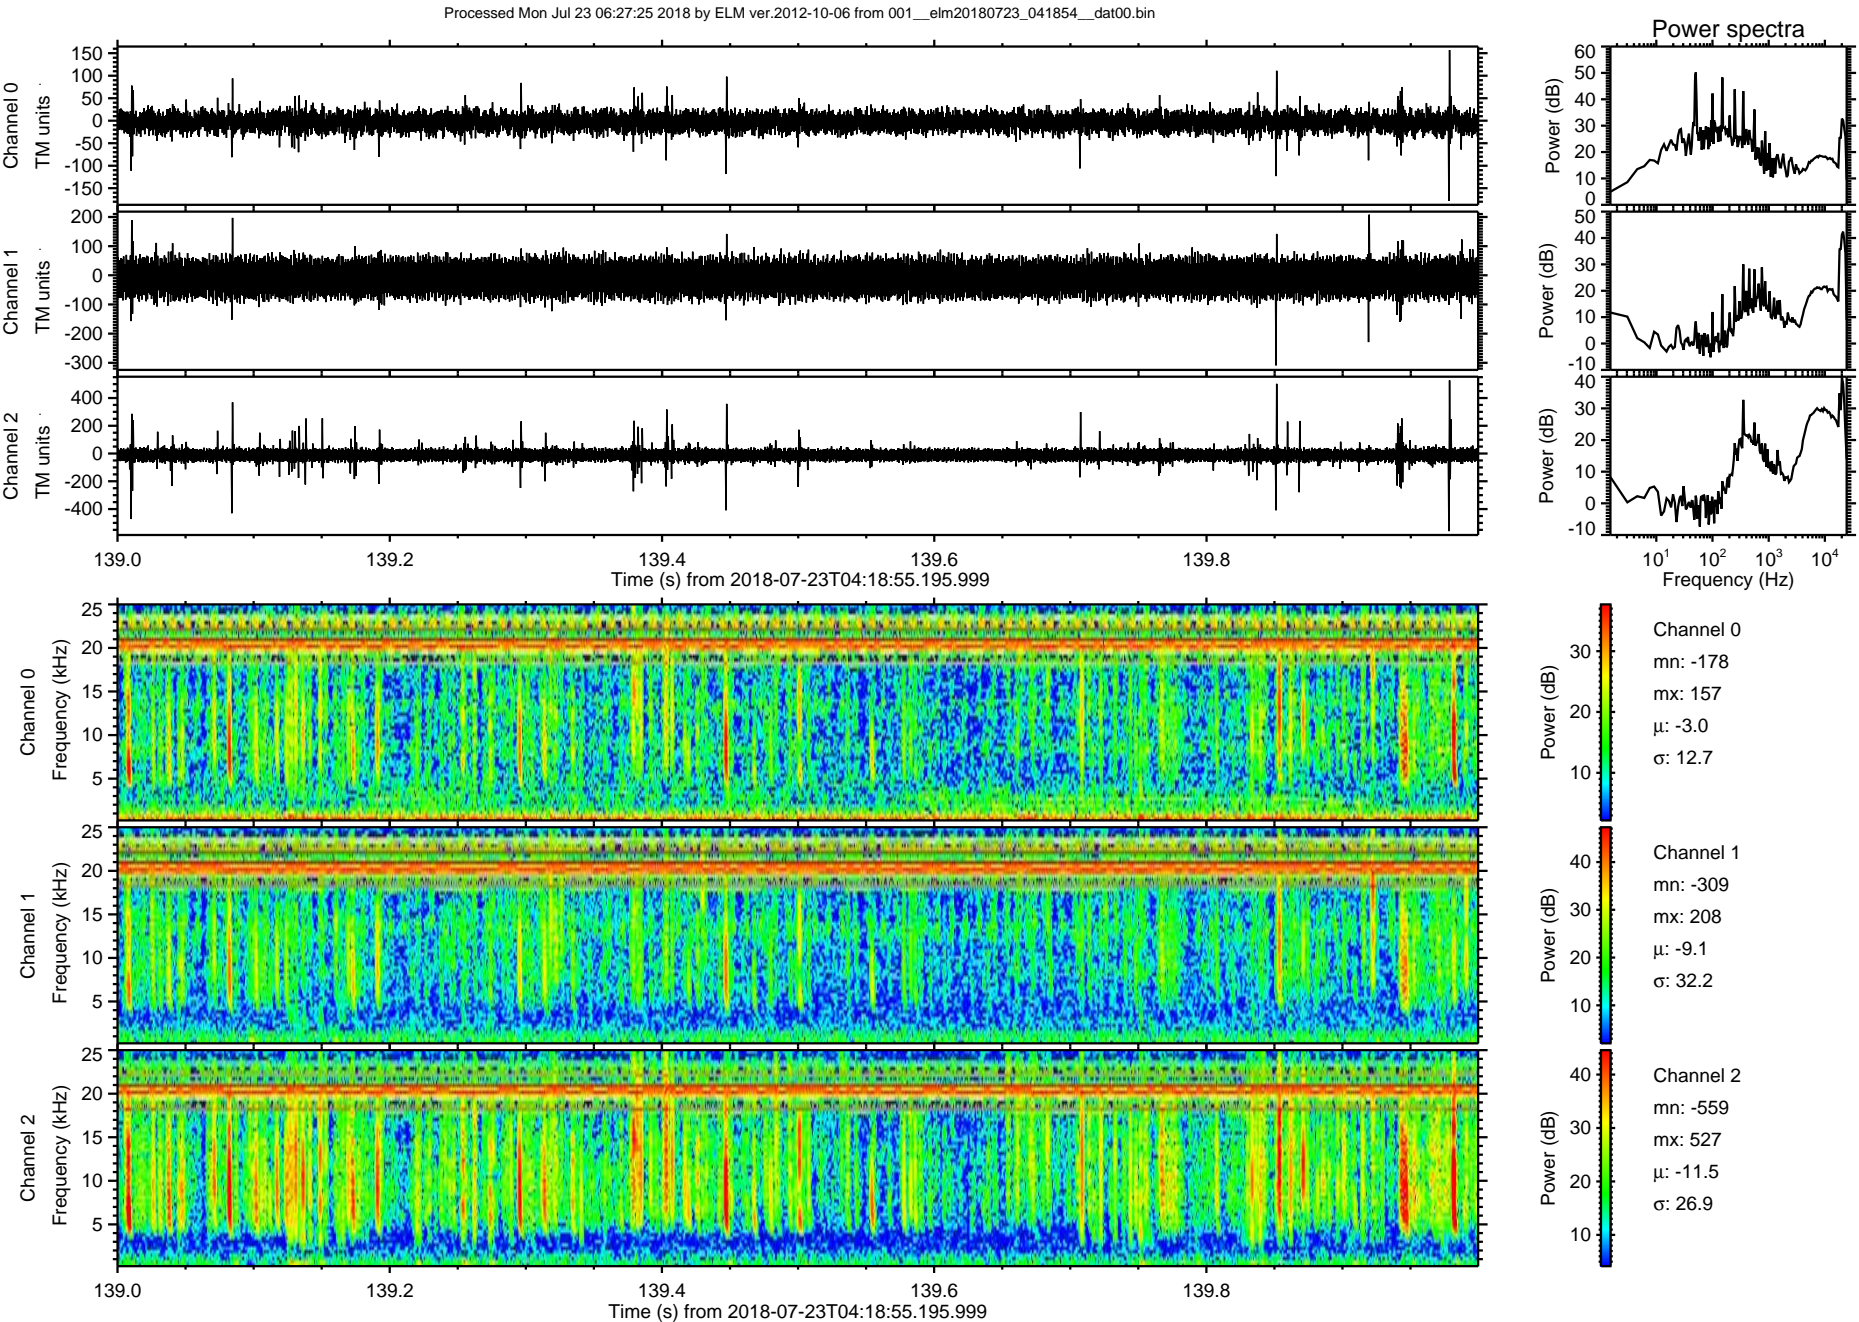 Processed Mon Jul 23 06:27:25 2018 by ELM ver.2012-10-06 from 001__elm20180723_041854__dat00.bin
Power spectra
Channel 0
TM units
150
100
50
0
-50
-100
-150
Power (dB)
60
50
40
30
20
10
0
Channel 1
TM units
200
100
0
-100
-200
-300
Power (dB)
50
40
30
20
10
0
-10
Channel 2
TM units
400
200
0
-200
-400
Power (dB)
40
30
20
10
0
-10
139.0 139.2 139.4 139.6 139.8
Time (s) from 2018-07-23T04:18:55.195.999
10¹ 10² 10³ 10⁴
Frequency (Hz)
Channel 0
Frequency (kHz)
25
20
15
10
5
Power (dB)
30
20
10
Channel 0
mn: -178
mx: 157
μ: -3.0
σ: 12.7
Channel 1
Frequency (kHz)
25
20
15
10
5
Power (dB)
40
30
20
10
Channel 1
mn: -309
mx: 208
μ: -9.1
σ: 32.2
Channel 2
Frequency (kHz)
25
20
15
10
5
Power (dB)
40
30
20
10
Channel 2
mn: -559
mx: 527
μ: -11.5
σ: 26.9
139.0 139.2 139.4 139.6 139.8
Time (s) from 2018-07-23T04:18:55.195.999